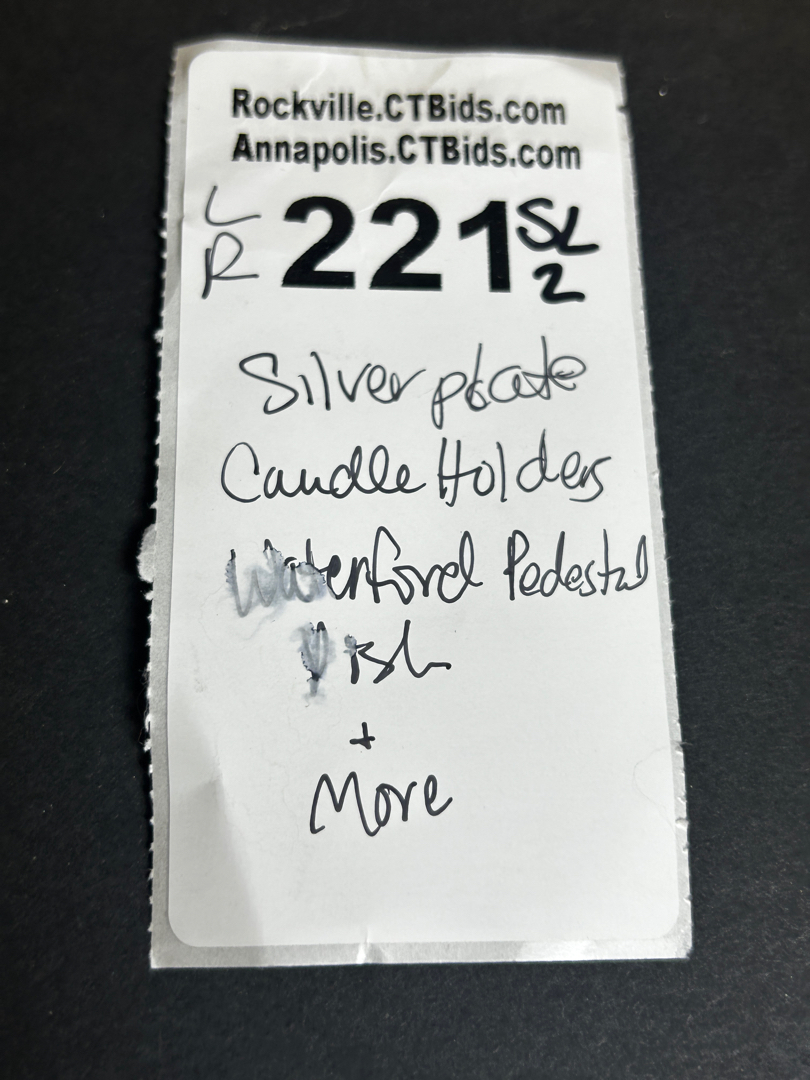 Rockville.CTBids.com
Annapolis.CTBids.com
L R 221 SL 2
Silverplate
Candle Holders
Waterford Pedestal
Dish
+
More